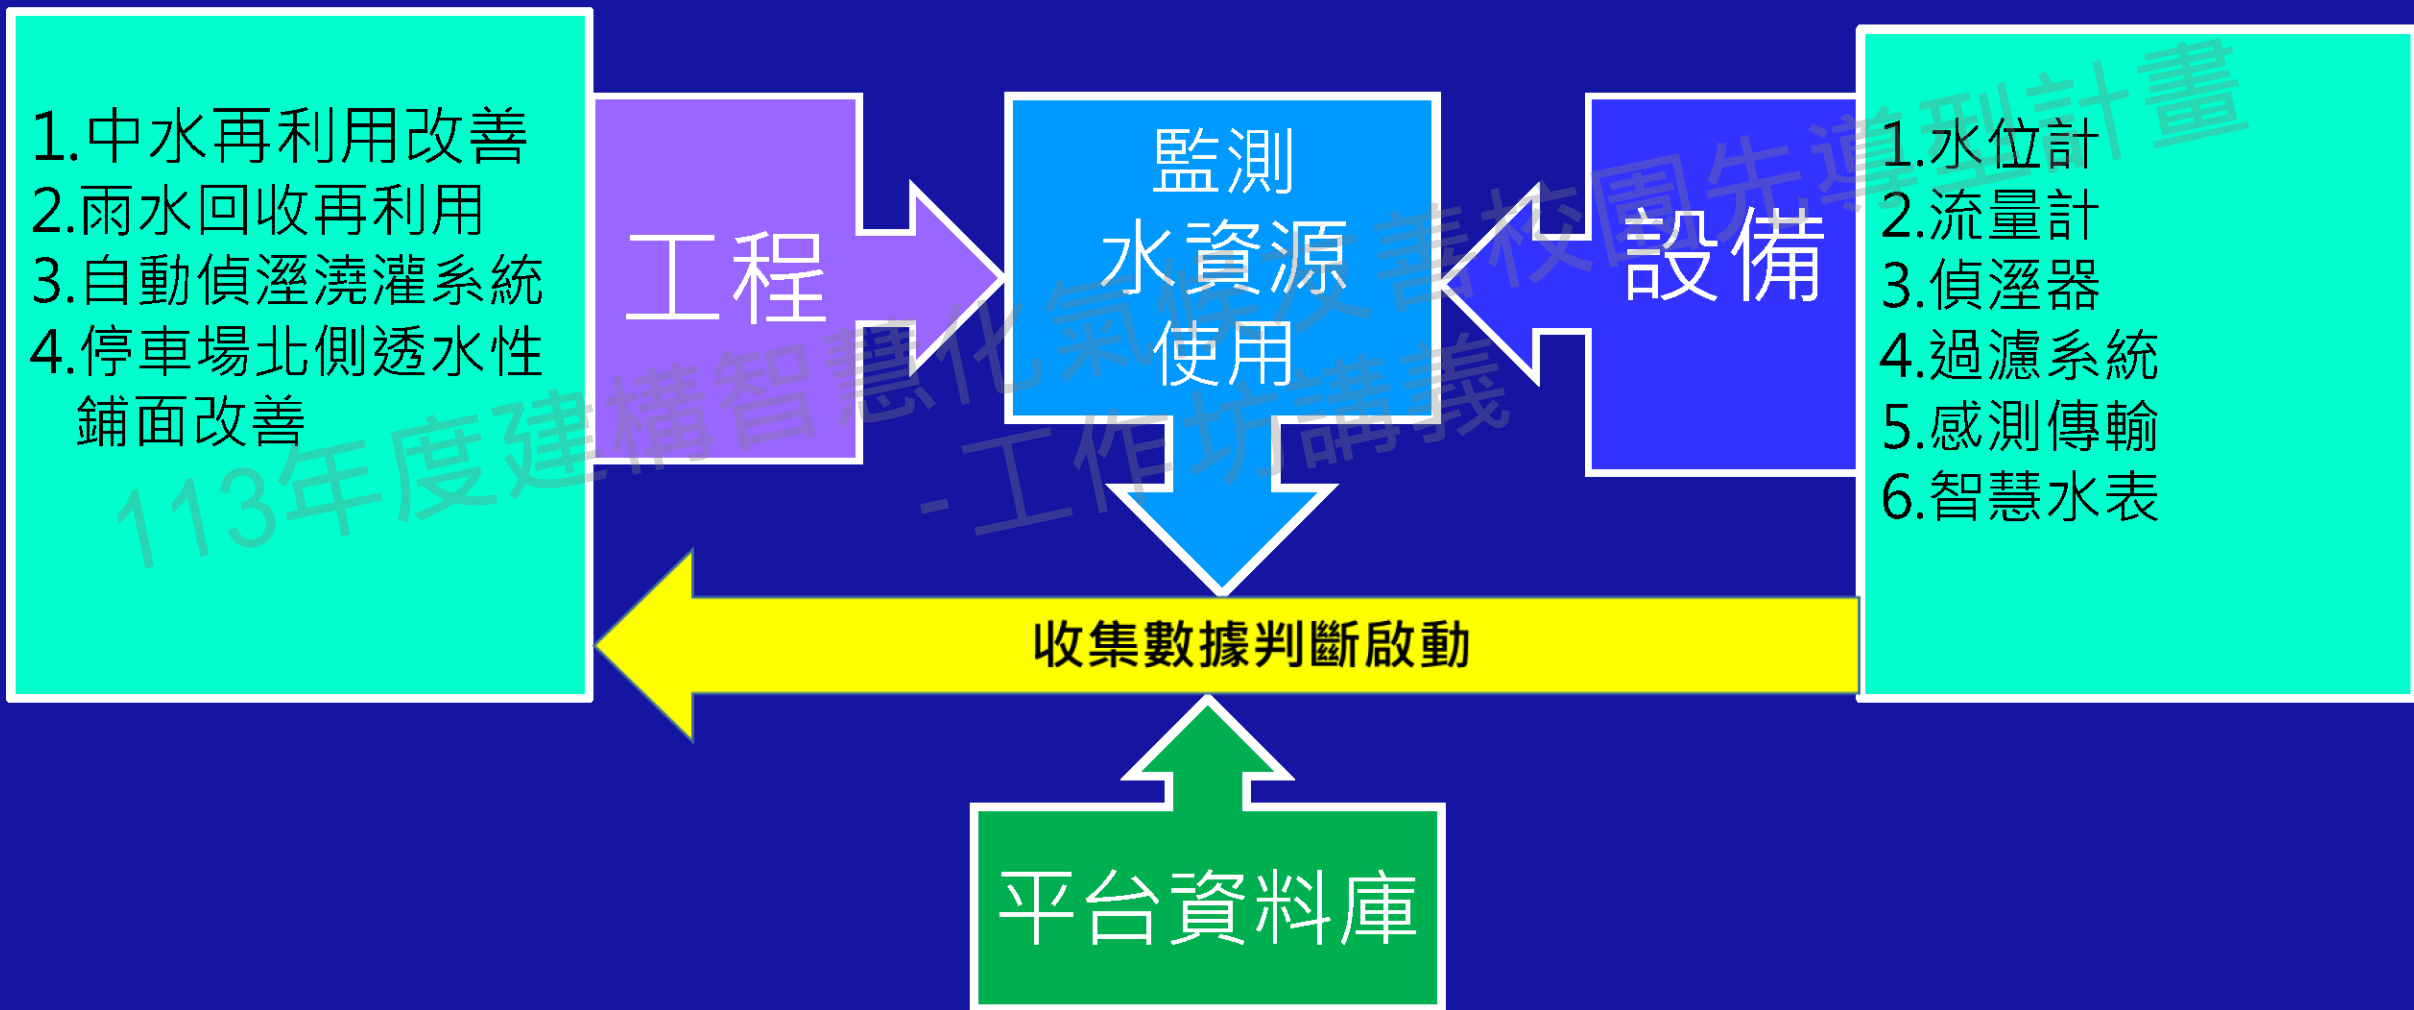 1.中水再利用改善
2.雨水回收再利用
3.自動偵溼澆灌系統
4.停車場北側透水性
鋪面改善
工程
監測
水資源
使用
設備
1.水位計
2.流量計
3.偵溼器
4.過濾系統
5.感測傳輸
6.智慧水表
收集數據判斷啟動
平台資料庫
113年度建構智慧化氣候友善校園先導型計畫
-工作坊講義